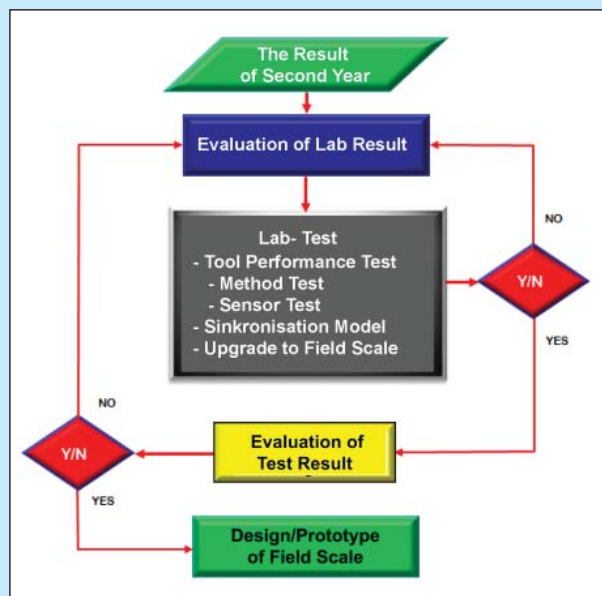 The Result
of Second Year
Evaluation of Lab Result
Lab- Test
- Tool Performance Test
- Method Test
- Sensor Test
- Sinkronisation Model
- Upgrade to Field Scale
NO
Y/N
YES
Evaluation of
Test Result
NO
Y/N
YES
Design/Prototype
of Field Scale